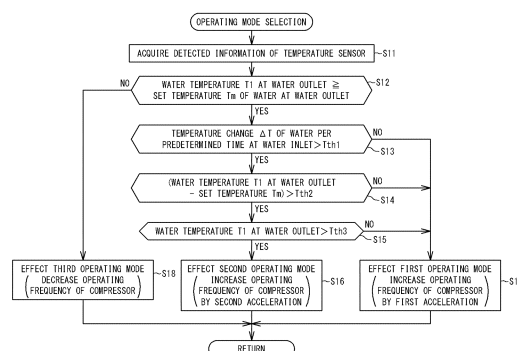 OPERATING MODE SELECTION
ACQUIRE DETECTED INFORMATION OF TEMPERATURE SENSOR
S11
WATER TEMPERATURE T1 AT WATER OUTLET ≧
SET TEMPERATURE Tm OF WATER AT WATER OUTLET
S12
NO
YES
TEMPERATURE CHANGE ΔT OF WATER PER
PREDETERMINED TIME AT WATER INLET>Tth1
NO
S13
YES
(WATER TEMPERATURE T1 AT WATER OUTLET
- SET TEMPERATURE Tm)>Tth2
NO
S14
YES
WATER TEMPERATURE T1 AT WATER OUTLET>Tth3
NO
S15
YES
EFFECT THIRD OPERATING MODE
(DECREASE OPERATING
FREQUENCY OF COMPRESSOR)
S18
EFFECT SECOND OPERATING MODE
(INCREASE OPERATING
FREQUENCY OF COMPRESSOR
BY SECOND ACCELERATION)
S16
EFFECT FIRST OPERATING MODE
(INCREASE OPERATING
FREQUENCY OF COMPRESSOR
BY FIRST ACCELERATION)
RETURN